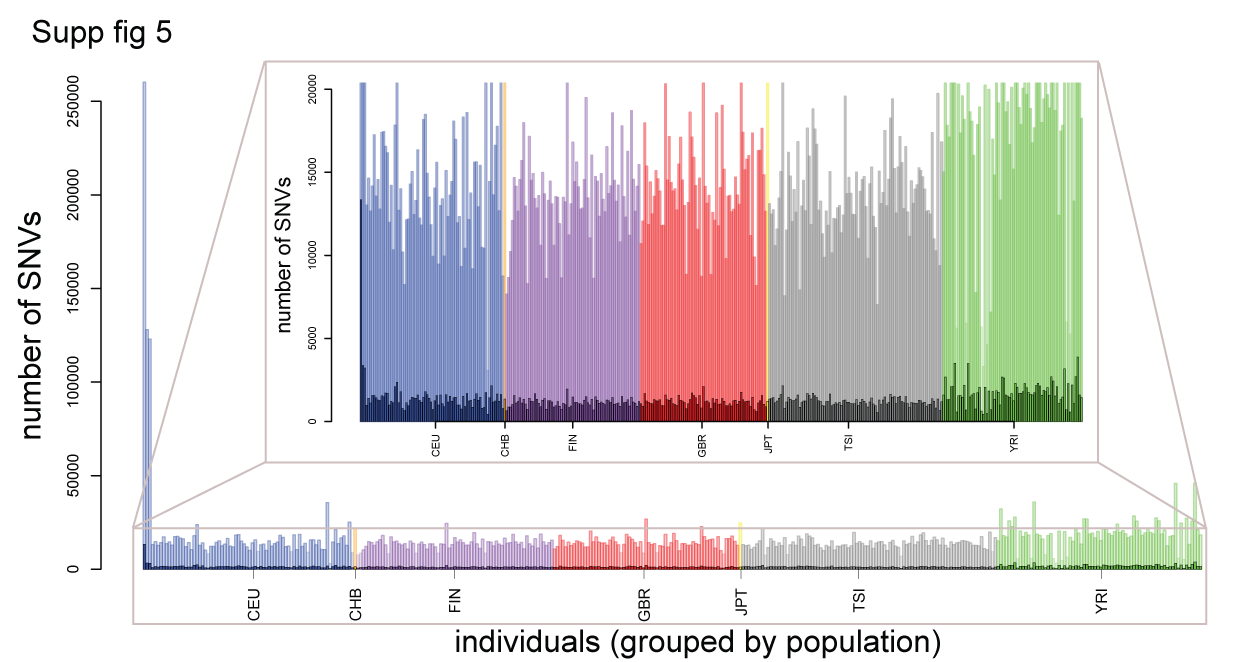 Supp fig 5
number of SNVs
250000
200000
150000
100000
50000
0
number of SNVs
20000
15000
10000
5000
0
CEU CHB FIN GBR JPT TSI YRI
CEU CHB FIN GBR JPT TSI YRI
individuals (grouped by population)